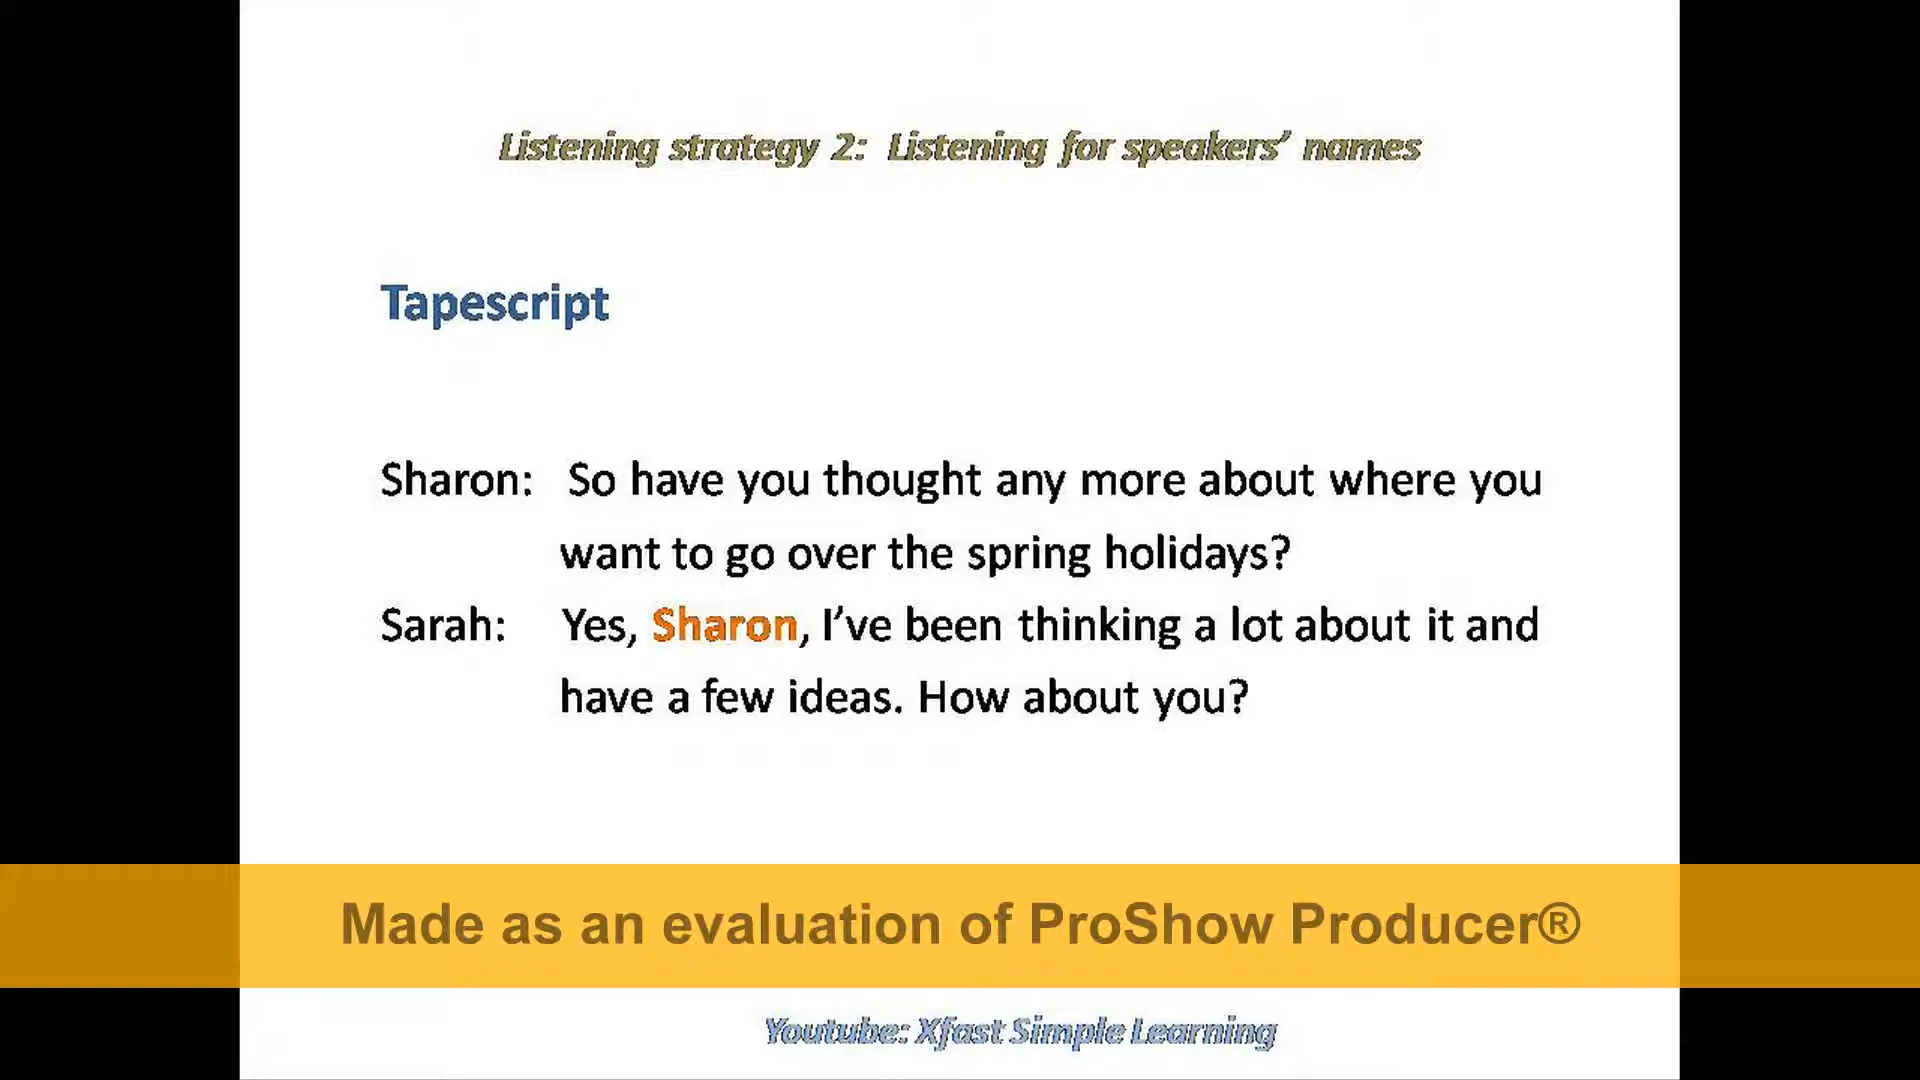 Listening strategy 2: Listening for speakers’ names
Tapescript
Sharon: So have you thought any more about where you
want to go over the spring holidays?
Sarah: Yes, Sharon, I’ve been thinking a lot about it and
have a few ideas. How about you?
Made as an evaluation of ProShow Producer®
Youtube: Xfast Simple Learning